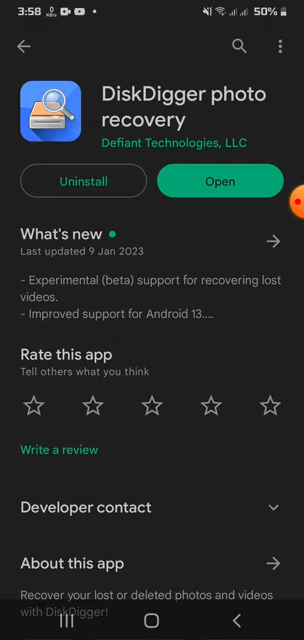 3:58 0 K/s 50%
DiskDigger photo
recovery
Defiant Technologies, LLC
Uninstall
Open
What's new
Last updated 9 Jan 2023
- Experimental (beta) support for recovering lost
videos.
- Improved support for Android 13....
Rate this app
Tell others what you think
Write a review
Developer contact
About this app
Recover your lost or deleted photos and videos
with DiskDigger!